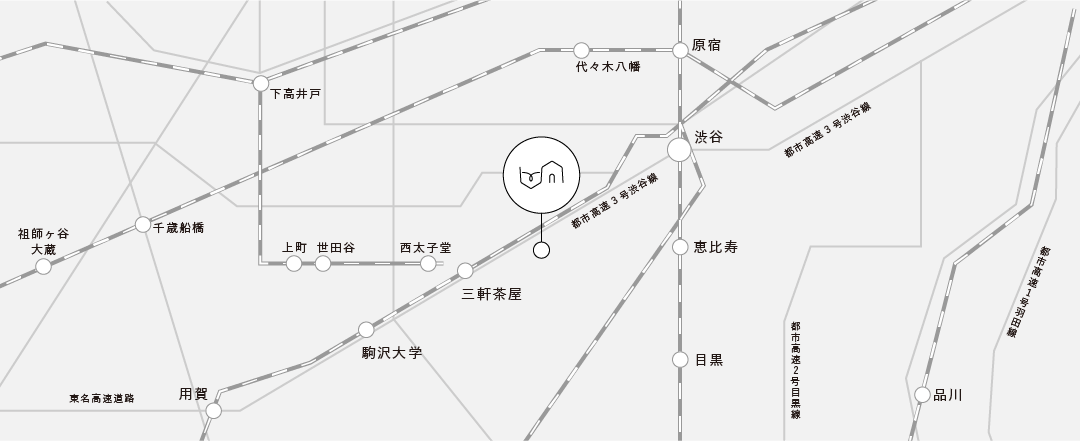 原宿
代々木八幡
下高井戸
都市高速3号渋谷線
渋谷
都市高速3号渋谷線
千歳船橋
祖師ヶ谷
大蔵
上町
世田谷
西太子堂
恵比寿
三軒茶屋
都市高速1号羽田線
駒沢大学
目黒
都市高速2号目黒線
用賀
東名高速道路
品川